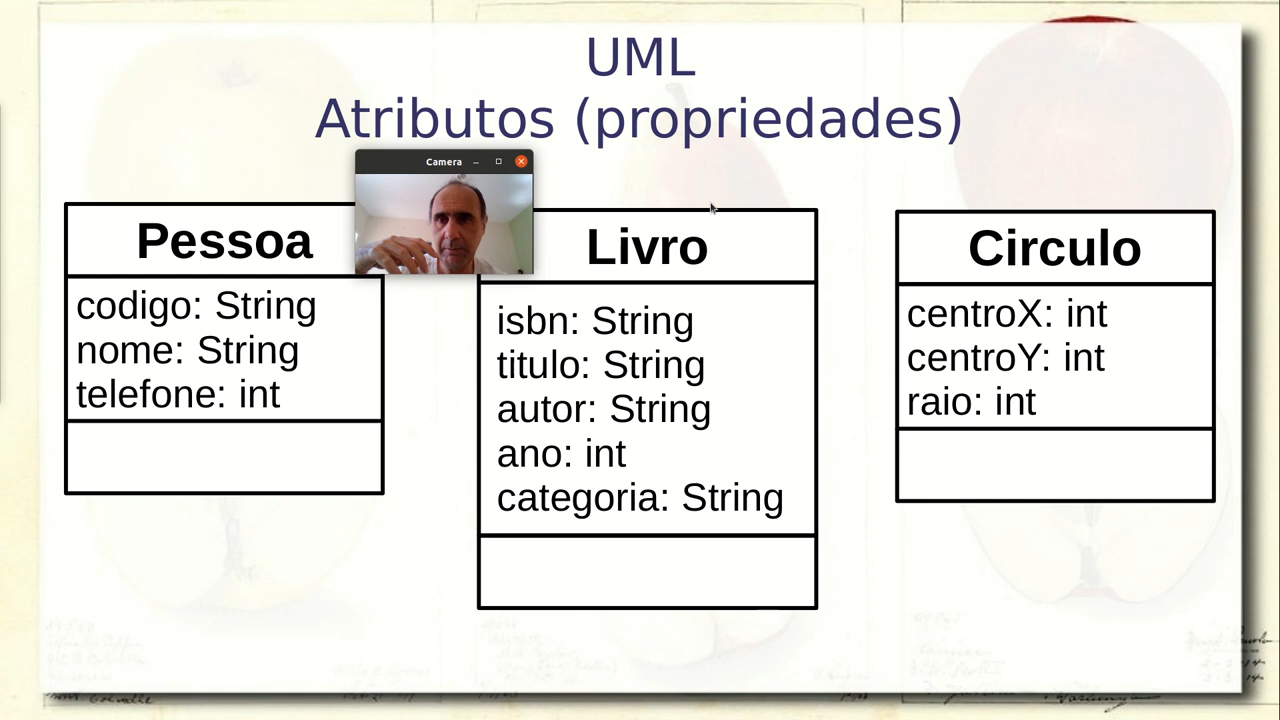 UML
Atributos (propriedades)
Camera
Pessoa
codigo: String
nome: String
telefone: int
Livro
isbn: String
titulo: String
autor: String
ano: int
categoria: String
Circulo
centroX: int
centroY: int
raio: int